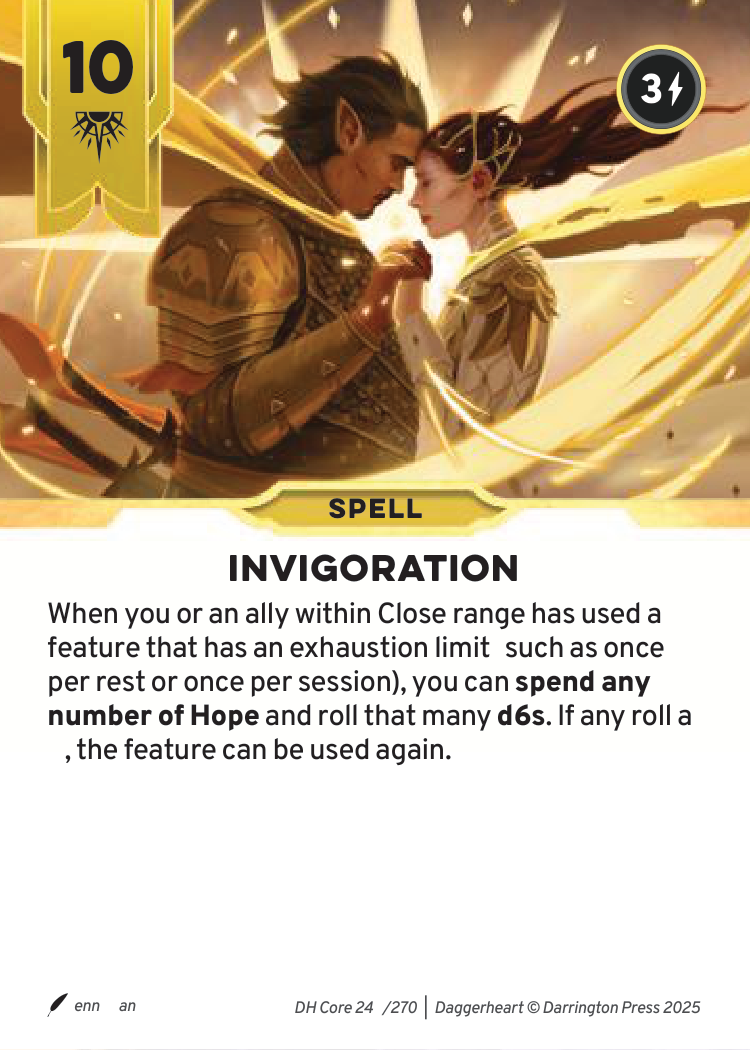 10
3
SPELL
INVIGORATION
When you or an ally within Close range has used a
feature that has an exhaustion limit such as once
per rest or once per session), you can spend any
number of Hope and roll that many d6s. If any roll a
, the feature can be used again.
enn an
DH Core 24 /270 | Daggerheart © Darrington Press 2025